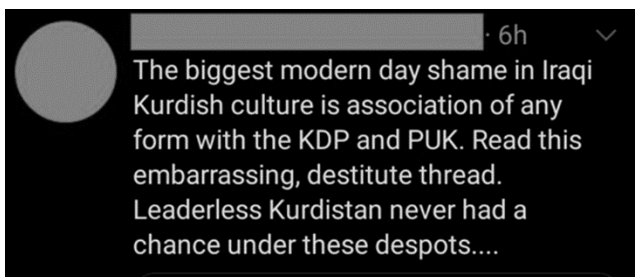 · 6h
The biggest modern day shame in Iraqi
Kurdish culture is association of any
form with the KDP and PUK. Read this
embarrassing, destitute thread.
Leaderless Kurdistan never had a
chance under these despots....